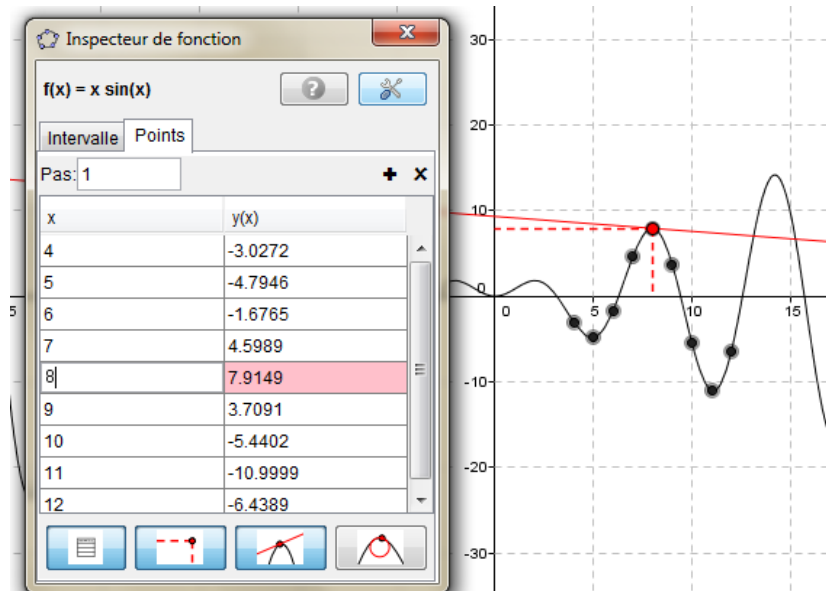 Inspecteur de fonction
f(x) = x sin(x)
Intervalle Points
Pas: 1
x y(x)
4 -3.0272
5 -4.7946
6 -1.6765
7 4.5989
8 7.9149
9 3.7091
10 -5.4402
11 -10.9999
12 -6.4389
30
20
10
0
5 0 5 10 15
-10
-20
-30